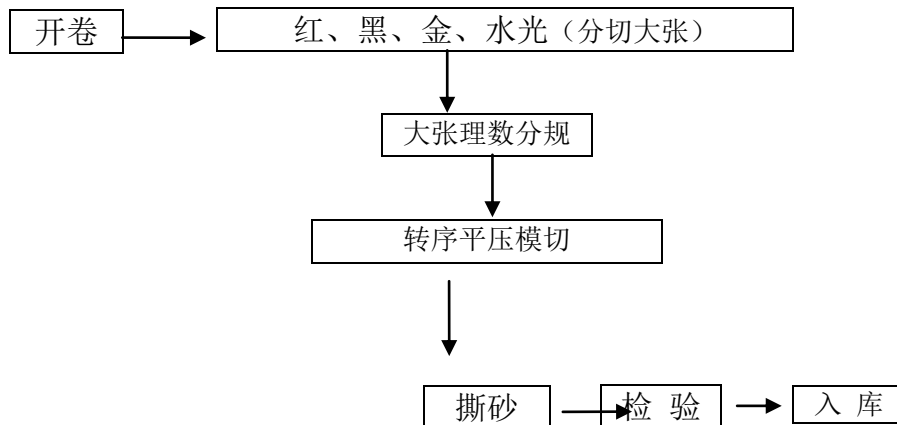 开卷
红、黑、金、水光（分切大张）
大张理数分规
转序平压模切
撕砂
检 验
入 库